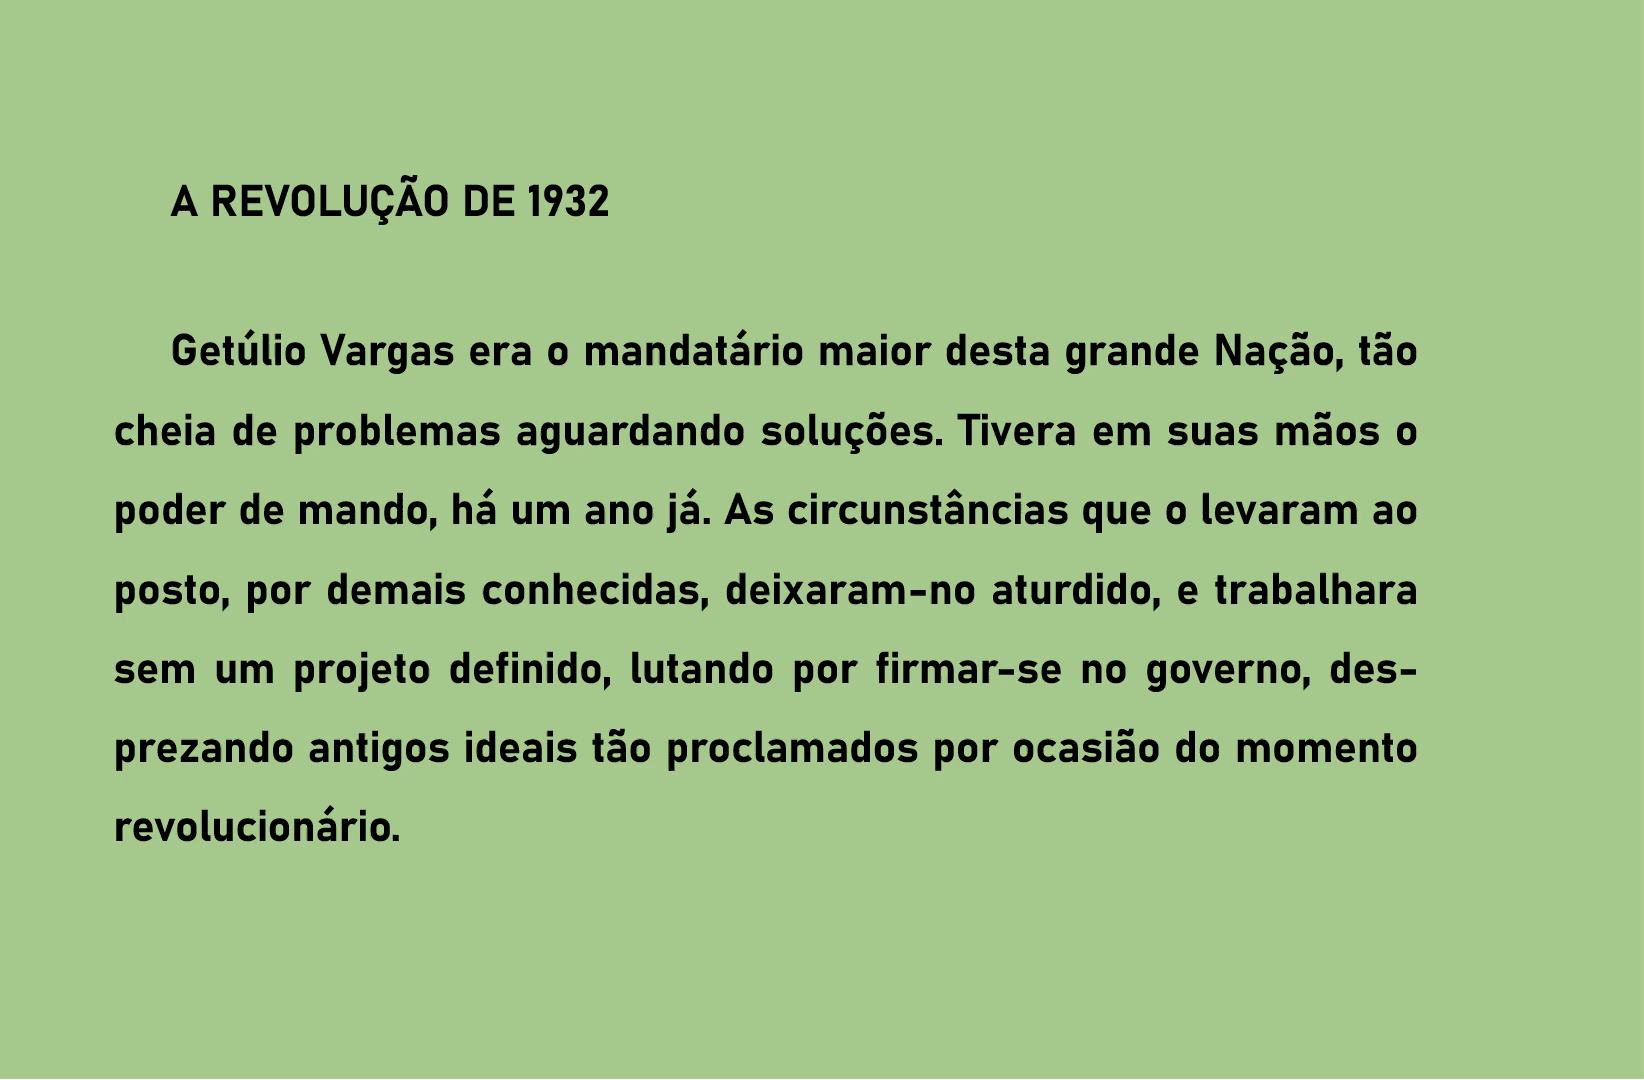 A REVOLUÇÃO DE 1932
Getúlio Vargas era o mandatário maior desta grande Nação, tão
cheia de problemas aguardando soluções. Tivera em suas mãos o
poder de mando, há um ano já. As circunstâncias que o levaram ao
posto, por demais conhecidas, deixaram-no aturdido, e trabalhara
sem um projeto definido, lutando por firmar-se no governo, des-
prezando antigos ideais tão proclamados por ocasião do momento
revolucionário.